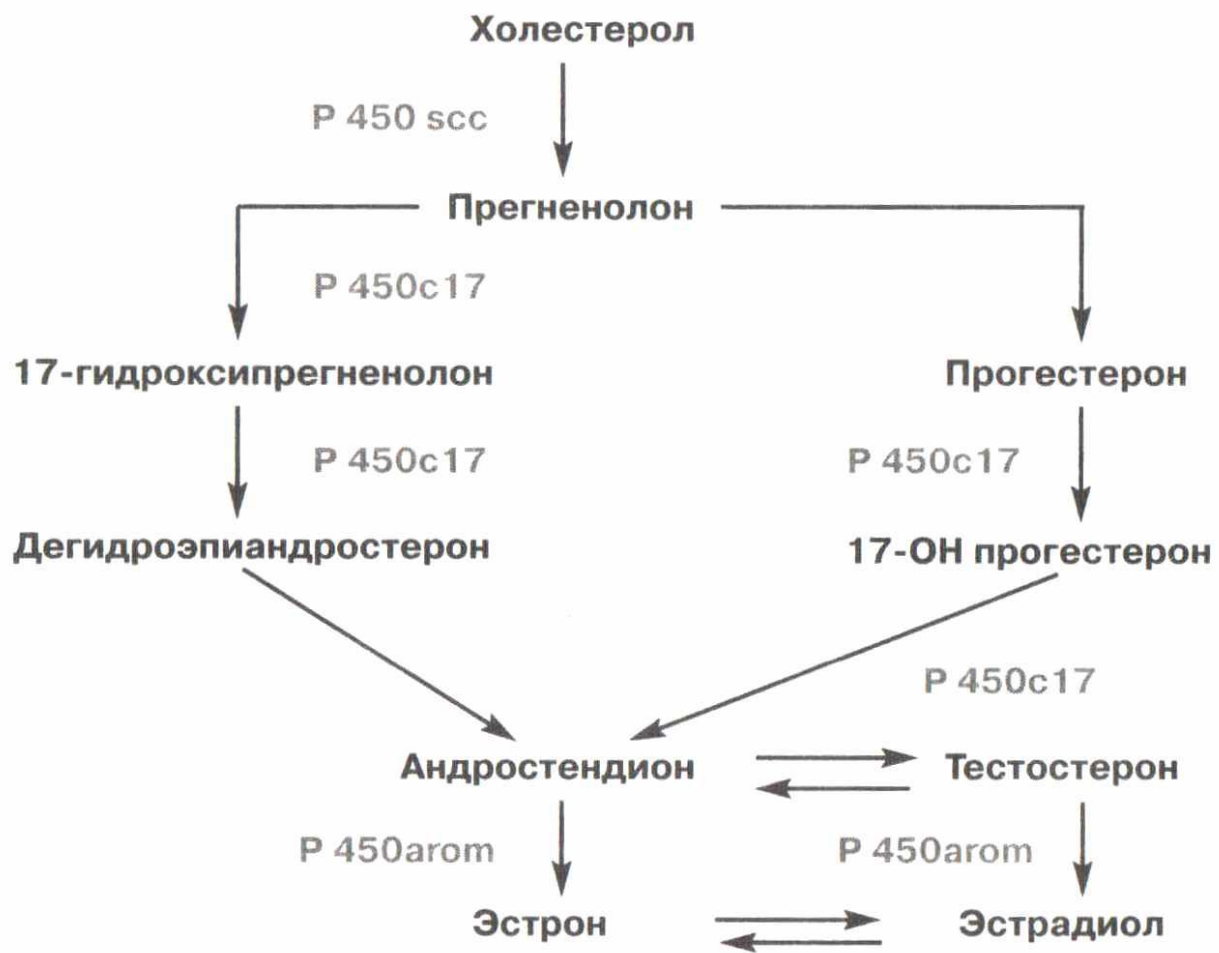 Холестерол
P 450 scc
Прегненолон
P 450c17
17-гидроксипрегненолон
Прогестерон
P 450c17
P 450c17
Дегидроэпиандростерон
17-ОН прогестерон
P 450c17
Андростендион
Тестостерон
P 450arom
P 450arom
Эстрон
Эстрадиол